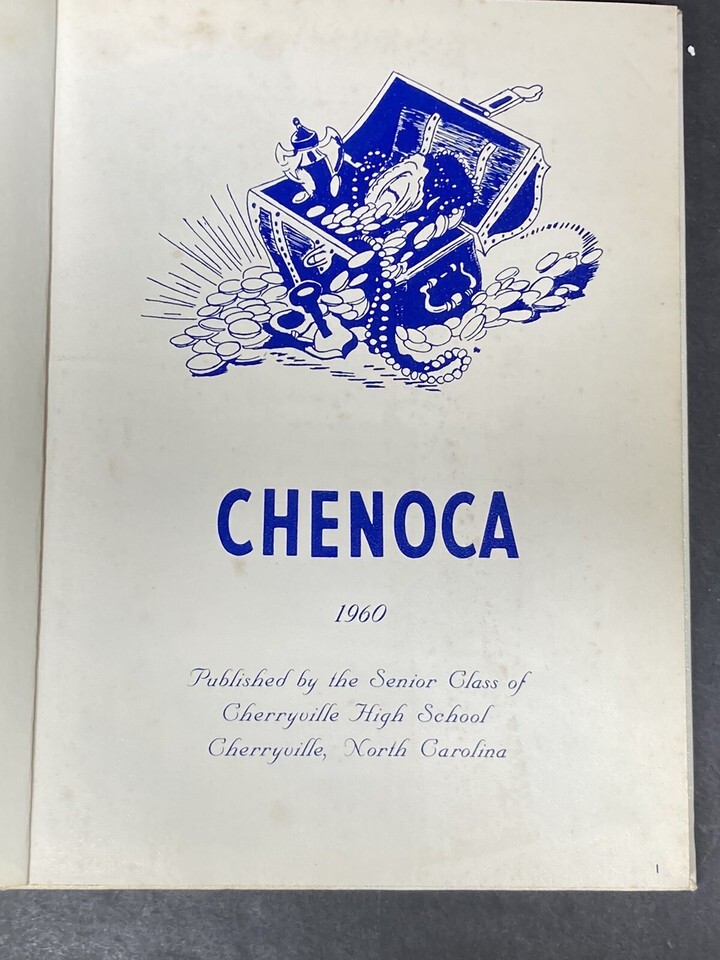 CHENOCA
1960
Published by the Senior Class of
Cherryville High School
Cherryville, North Carolina
1